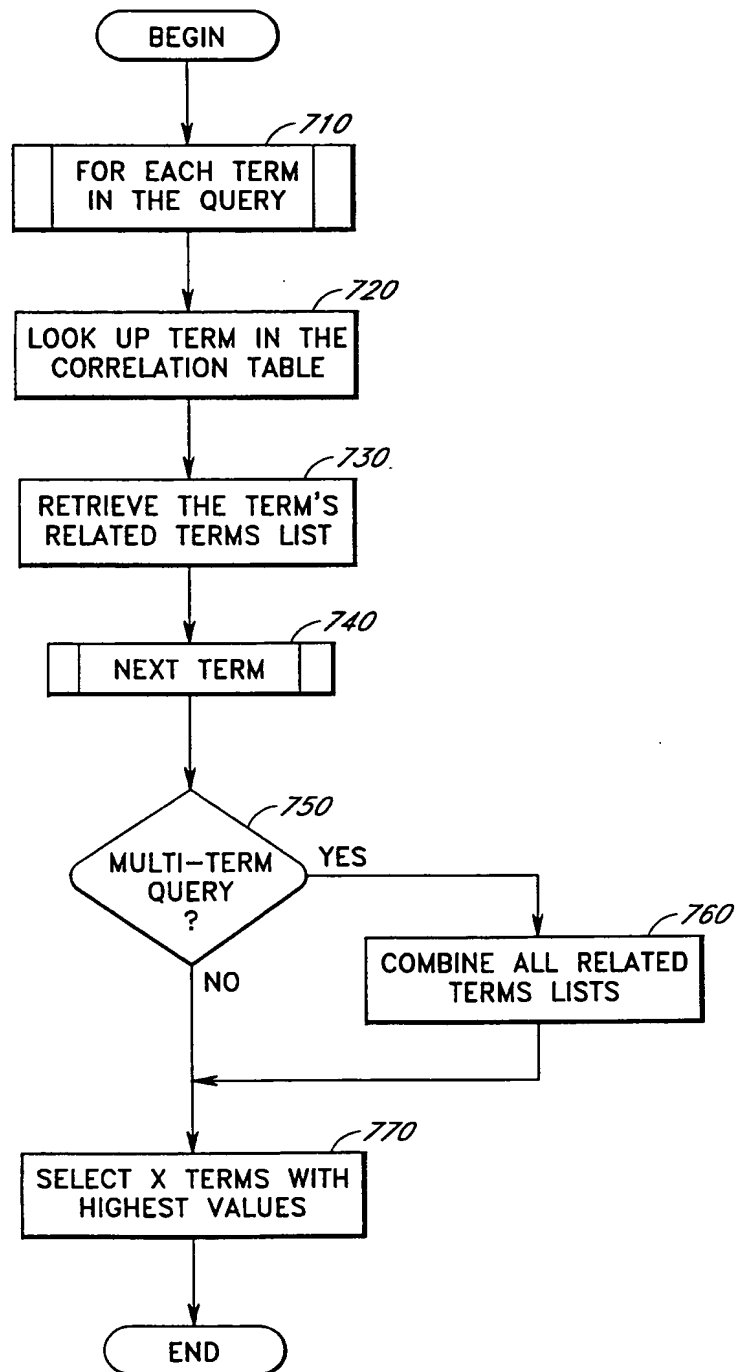 BEGIN
710
FOR EACH TERM
IN THE QUERY
720
LOOK UP TERM IN THE
CORRELATION TABLE
730
RETRIEVE THE TERM'S
RELATED TERMS LIST
740
NEXT TERM
750
MULTI-TERM
QUERY
?
YES
NO
760
COMBINE ALL RELATED
TERMS LISTS
770
SELECT X TERMS WITH
HIGHEST VALUES
END